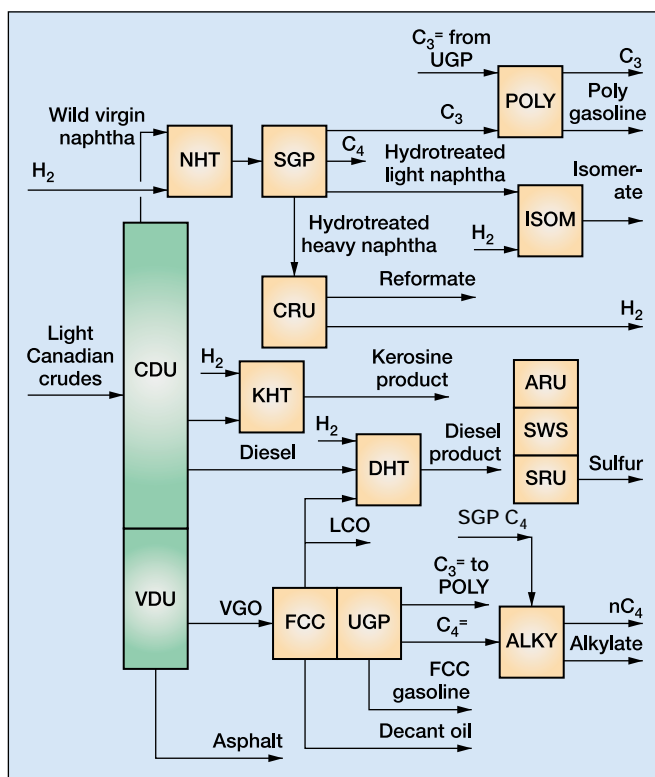 C₃⁼ from
UGP
C₃
POLY
Poly
gasoline
Wild virgin
naphtha
C₃
NHT
SGP
C₄
H₂
Hydrotreated
light naphtha
Isomer-
ate
ISOM
Hydrotreated
heavy naphtha
H₂
Reformate
CRU
H₂
Light
Canadian
crudes
CDU
H₂
Kerosine
product
KHT
ARU
H₂
SWS
Diesel
Diesel
product
DHT
SRU
Sulfur
LCO
SGP C₄
C₃⁼ to
POLY
VDU
VGO
FCC
UGP
C₄⁼
ALKY
nC₄
Alkylate
FCC
gasoline
Decant oil
Asphalt